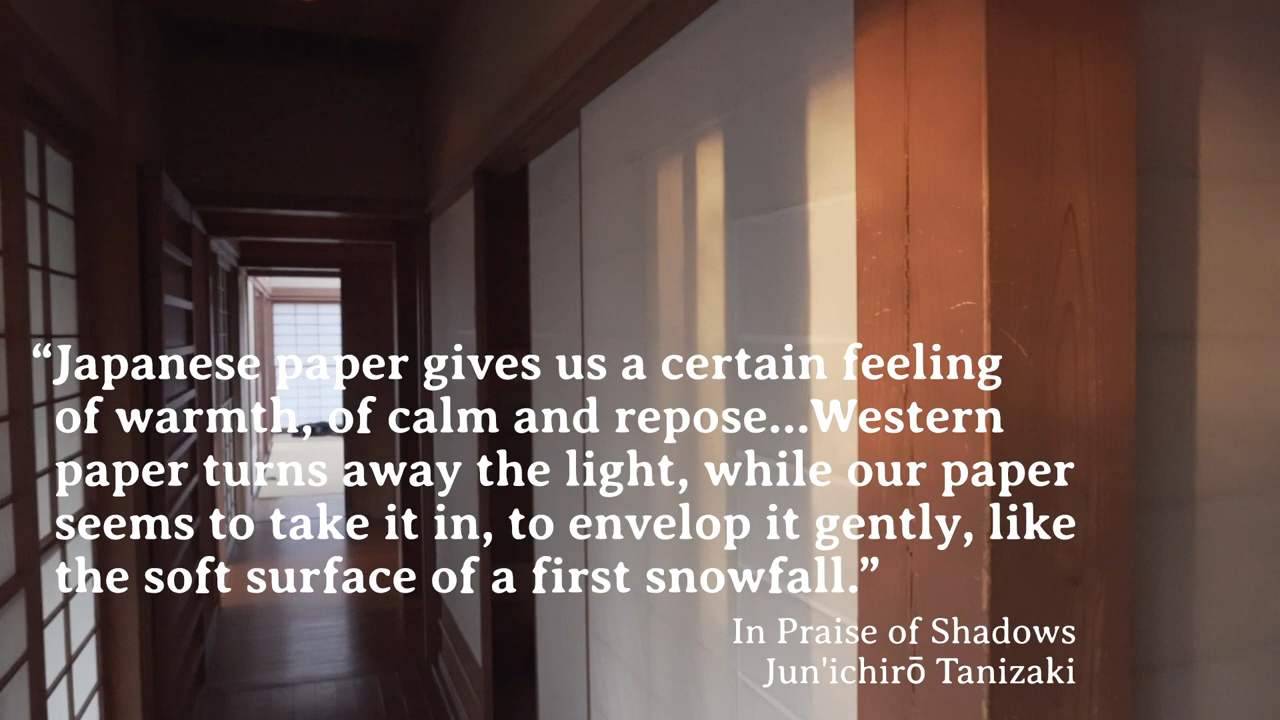 “Japanese paper gives us a certain feeling
of warmth, of calm and repose...Western
paper turns away the light, while our paper
seems to take it in, to envelop it gently, like
the soft surface of a first snowfall.”
In Praise of Shadows
Jun'ichirō Tanizaki